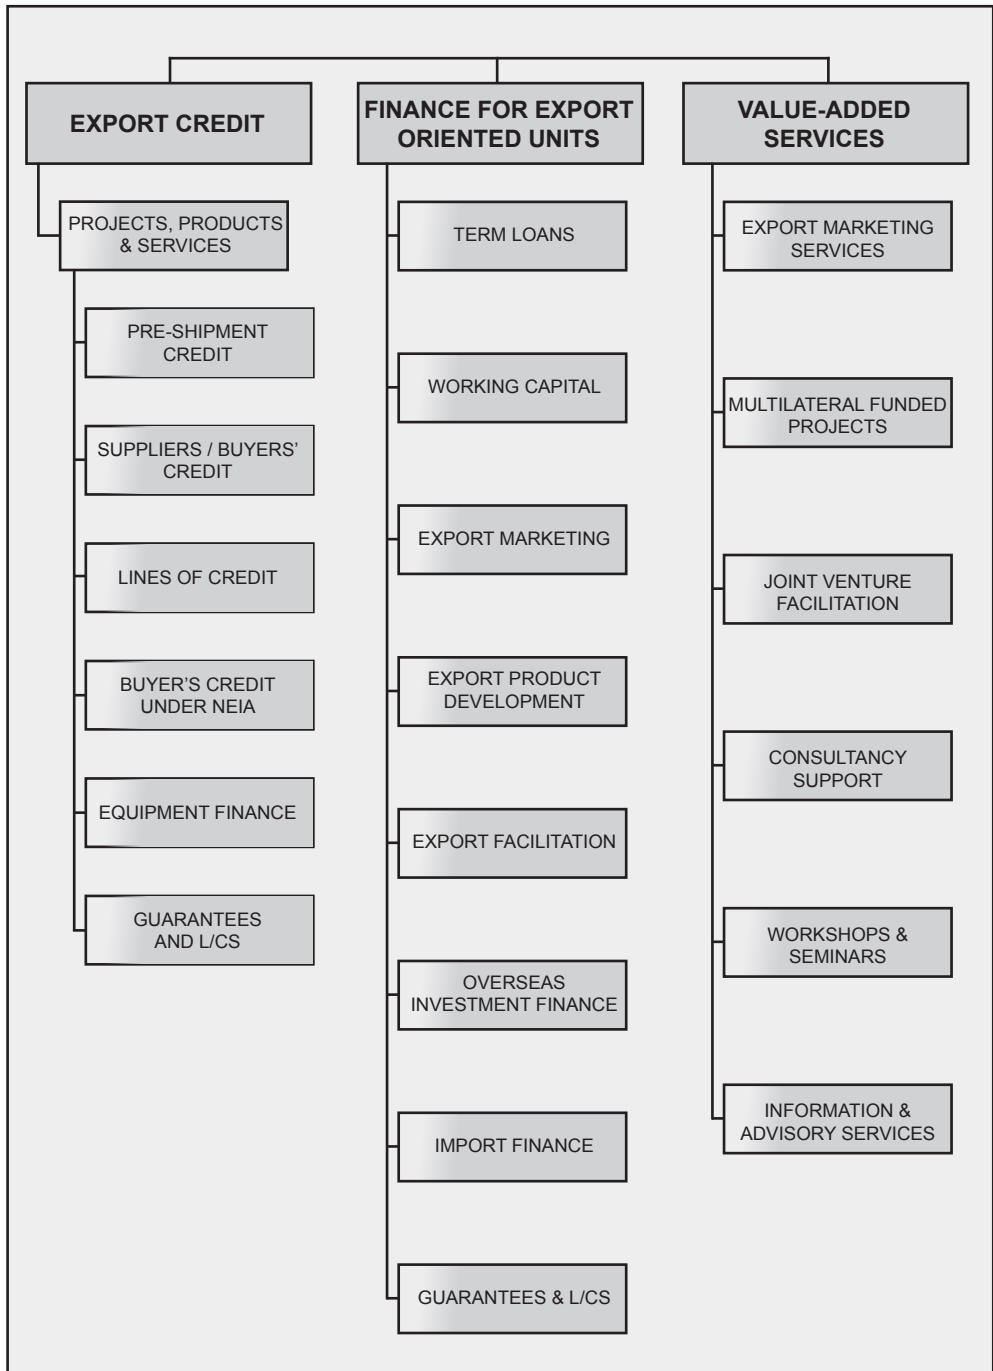 EXPORT CREDIT
PROJECTS, PRODUCTS
& SERVICES
PRE-SHIPMENT
CREDIT
SUPPLIERS / BUYERS'
CREDIT
LINES OF CREDIT
BUYER'S CREDIT
UNDER NEIA
EQUIPMENT FINANCE
GUARANTEES
AND L/CS
FINANCE FOR EXPORT
ORIENTED UNITS
TERM LOANS
WORKING CAPITAL
EXPORT MARKETING
EXPORT PRODUCT
DEVELOPMENT
EXPORT FACILITATION
OVERSEAS
INVESTMENT FINANCE
IMPORT FINANCE
GUARANTEES & L/CS
VALUE-ADDED
SERVICES
EXPORT MARKETING
SERVICES
MULTILATERAL FUNDED
PROJECTS
JOINT VENTURE
FACILITATION
CONSULTANCY
SUPPORT
WORKSHOPS &
SEMINARS
INFORMATION &
ADVISORY SERVICES